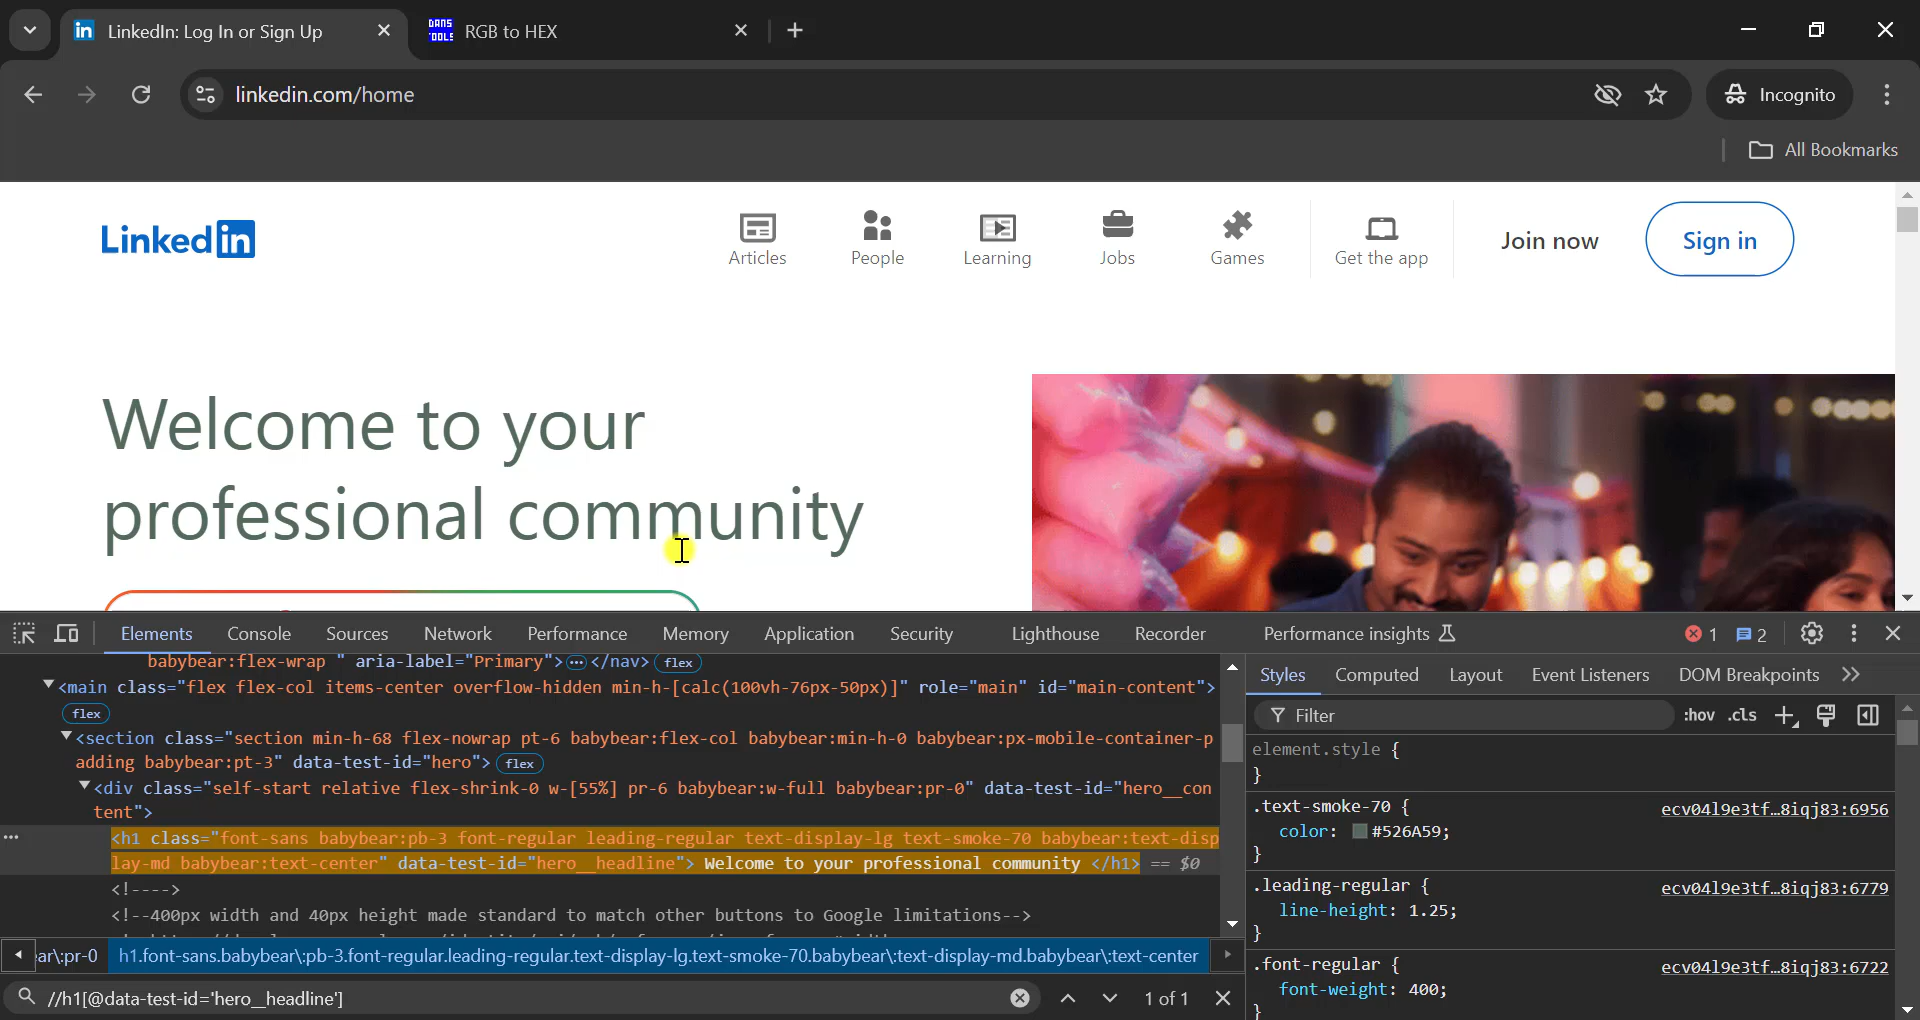 LinkedIn: Log In or Sign Up
DANS TOOLS RGB to HEX
linkedin.com/home
Incognito
All Bookmarks
Linked in
Articles People Learning Jobs Games Get the app Join now Sign in
Welcome to your
professional community
Elements Console Sources Network Performance Memory Application Security Lighthouse Recorder Performance insights 1 2
babybear:flex-wrap " aria-label="Primary">⋯</nav> flex
<main class="flex flex-col items-center overflow-hidden min-h-[calc(100vh-76px-50px)]" role="main" id="main-content">
flex
<section class="section min-h-68 flex-nowrap pt-6 babybear:flex-col babybear:min-h-0 babybear:px-mobile-container-p
adding babybear:pt-3" data-test-id="hero"> flex
<div class="self-start relative flex-shrink-0 w-[55%] pr-6 babybear:w-full babybear:pr-0" data-test-id="hero__con
tent">
<h1 class="font-sans babybear:pb-3 font-regular leading-regular text-display-lg text-smoke-70 babybear:text-disp
lay-md babybear:text-center" data-test-id="hero__headline"> Welcome to your professional community </h1> == $0
<!---->
<!--400px width and 40px height made standard to match other buttons to Google limitations-->
ear\:pr-0 h1.font-sans.babybear\:pb-3.font-regular.leading-regular.text-display-lg.text-smoke-70.babybear\:text-display-md.babybear\:text-center
//h1[@data-test-id='hero__headline'] 1 of 1
Styles Computed Layout Event Listeners DOM Breakpoints
Filter :hov .cls
element.style {
}
.text-smoke-70 { ecv04l9e3tf…8iqj83:6956
color: #526A59;
}
.leading-regular { ecv04l9e3tf…8iqj83:6779
line-height: 1.25;
}
.font-regular { ecv04l9e3tf…8iqj83:6722
font-weight: 400;
}